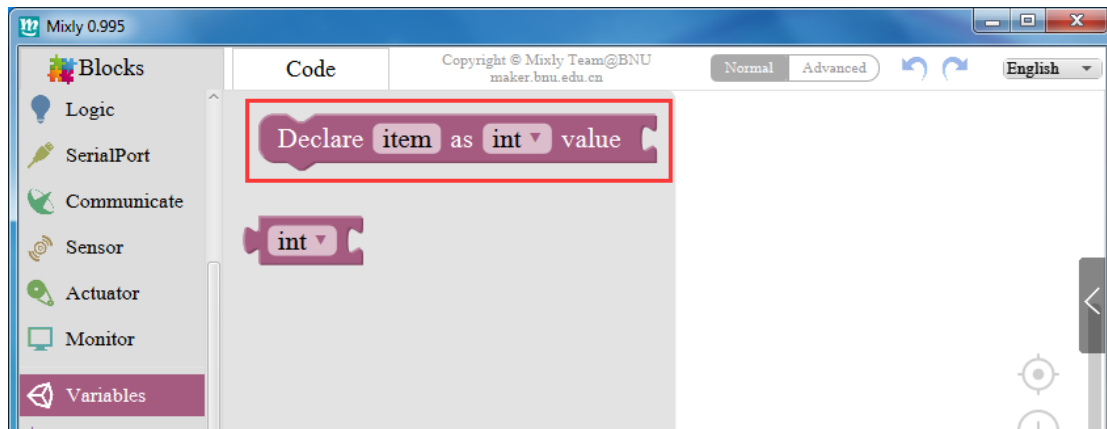 Mixly 0.995
Blocks
Code
Copyright © Mixly Team@BNU
maker.bnu.edu.cn
Normal Advanced
English
Logic
SerialPort
Communicate
Sensor
Actuator
Monitor
Variables
Declare item as int value
int